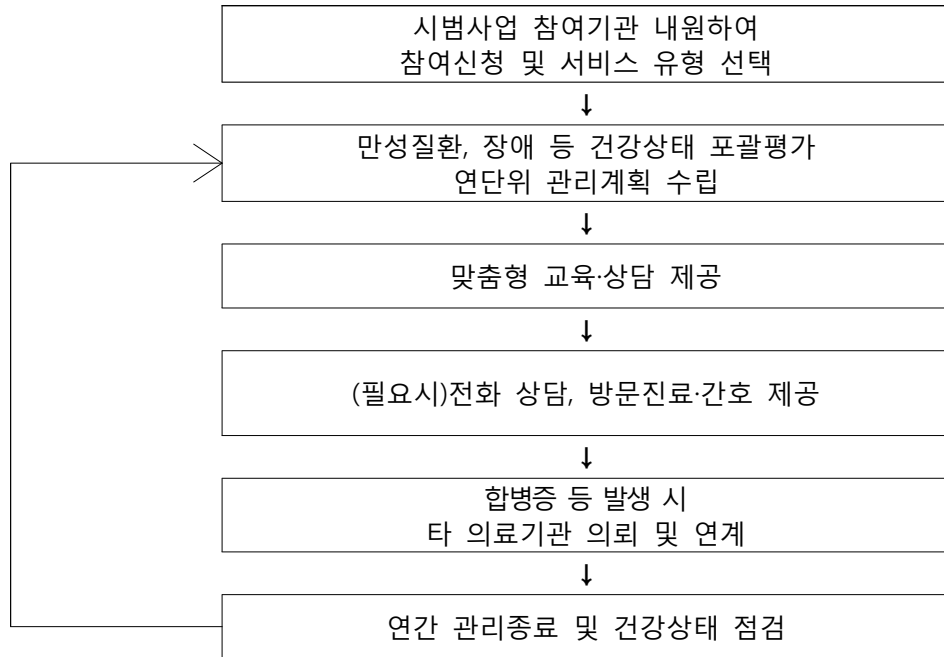 시범사업 참여기관 내원하여
참여신청 및 서비스 유형 선택
↓
만성질환, 장애 등 건강상태 포괄평가
연단위 관리계획 수립
↓
맞춤형 교육·상담 제공
↓
(필요시)전화 상담, 방문진료·간호 제공
↓
합병증 등 발생 시
타 의료기관 의뢰 및 연계
↓
연간 관리종료 및 건강상태 점검